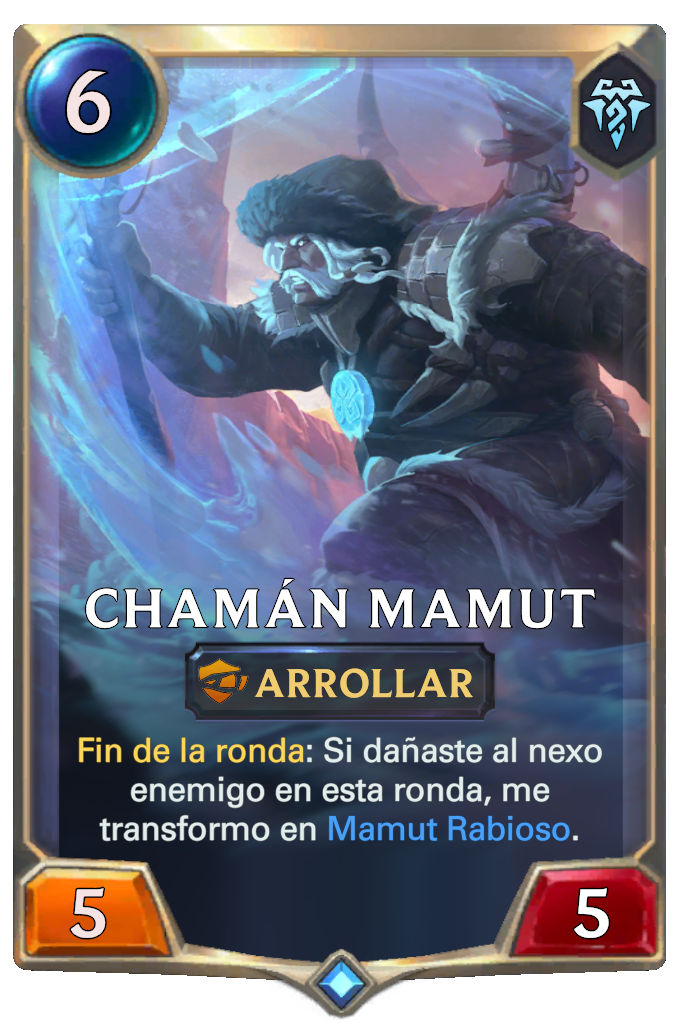 6
CHAMÁN MAMUT
ARROLLAR
Fin de la ronda: Si dañaste al nexo
enemigo en esta ronda, me
transformo en Mamut Rabioso.
5
5